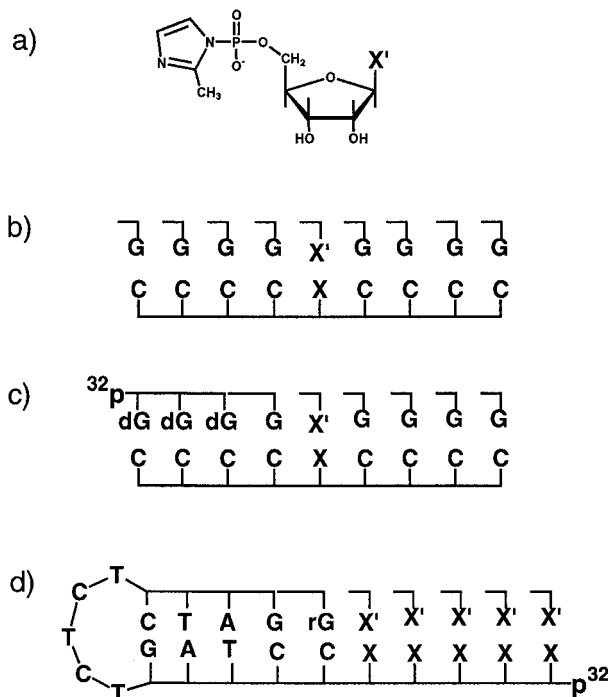 a)
N N P O O O⁻ CH₃ CH₂ O X' HO OH
b)
G G G G X' G G G G
C C C C X C C C C
c)
³²p
dG dG dG G X' G G G G
C C C C X C C C C
d)
T C T C T
C T A G rG X' X' X' X' X'
G A T C C X X X X X
p³²